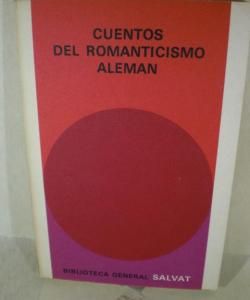 CUENTOS
DEL ROMANTICISMO
ALEMAN
BIBLIOTECA GENERAL SALVAT